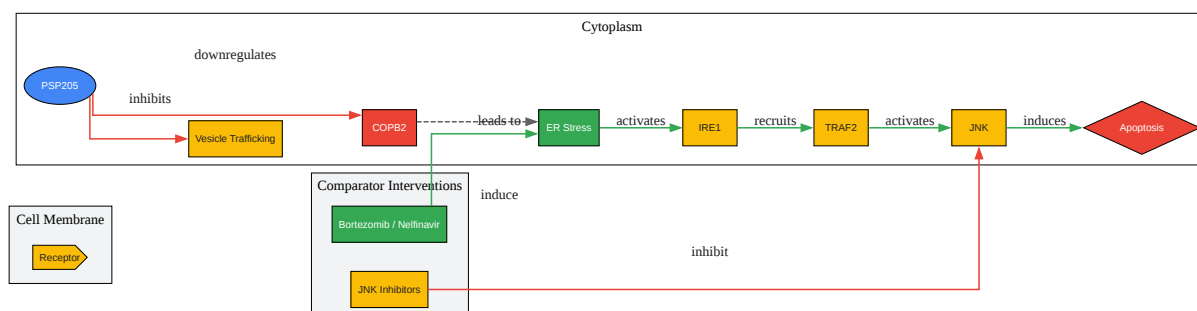 Cytoplasm
downregulates
PSP205
inhibits
Vesicle Trafficking
COPB2
leads to
ER Stress
activates
IRE1
recruits
TRAF2
activates
JNK
induces
Apoptosis
Comparator Interventions
induce
Bortezomib / Nelfinavir
JNK Inhibitors
inhibit
Cell Membrane
Receptor